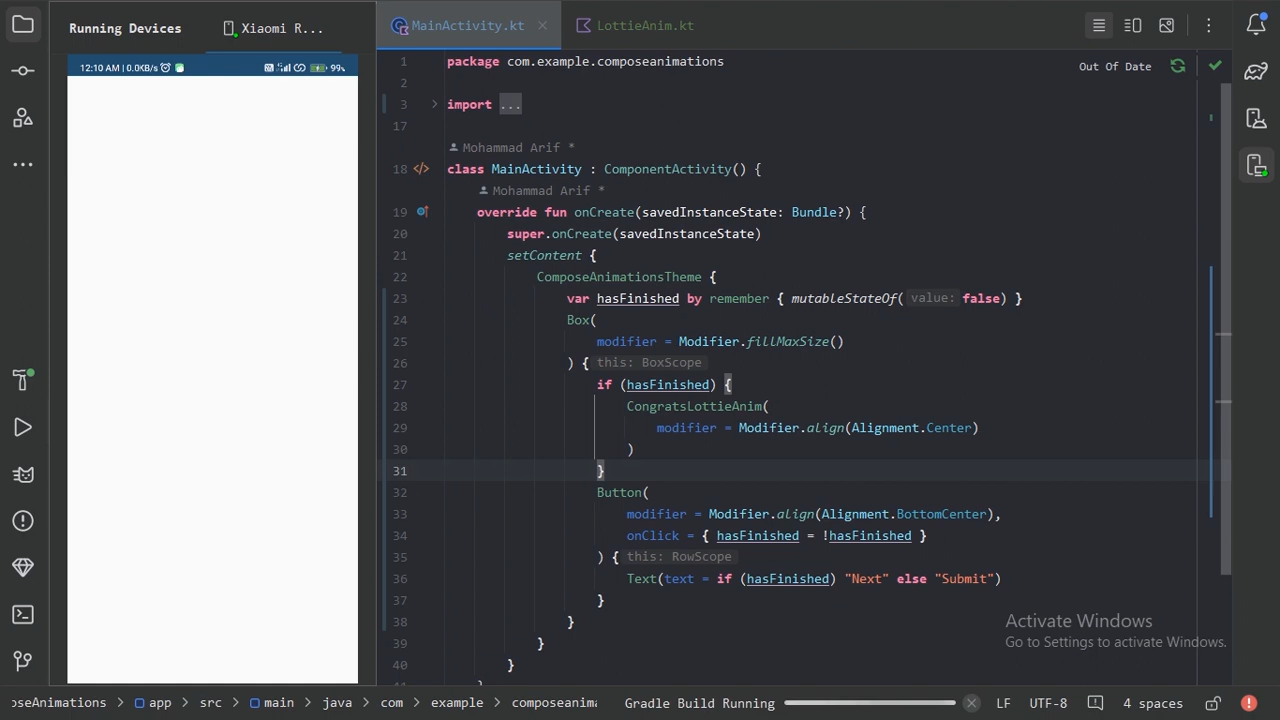 Running Devices
Xiaomi R...
MainActivity.kt
LottieAnim.kt
12:10 AM | 0.0KB/s
99%
Out Of Date
1 package com.example.composeanimations
2
3 import ...
17
Mohammad Arif *
18 class MainActivity : ComponentActivity() {
Mohammad Arif *
19 override fun onCreate(savedInstanceState: Bundle?) {
20 super.onCreate(savedInstanceState)
21 setContent {
22 ComposeAnimationsTheme {
23 var hasFinished by remember { mutableStateOf( value: false) }
24 Box(
25 modifier = Modifier.fillMaxSize()
26 ) { this: BoxScope
27 if (hasFinished) {
28 CongratsLottieAnim(
29 modifier = Modifier.align(Alignment.Center)
30 )
31 }
32 Button(
33 modifier = Modifier.align(Alignment.BottomCenter),
34 onClick = { hasFinished = !hasFinished }
35 ) { this: RowScope
36 Text(text = if (hasFinished) "Next" else "Submit")
37 }
38 }
39 }
40 }
Activate Windows
Go to Settings to activate Windows.
oseAnimations > app > src > main > java > com > example > composeanima
Gradle Build Running
LF UTF-8 4 spaces